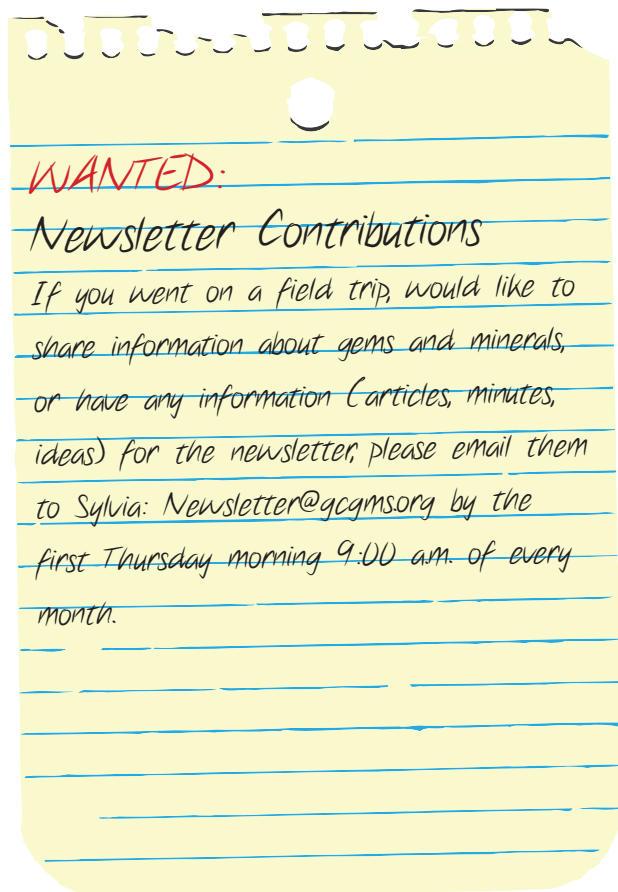 WANTED:
Newsletter Contributions
If you went on a field trip, would like to
share information about gems and minerals,
or have any information (articles, minutes,
ideas) for the newsletter, please email them
to Sylvia: Newsletter@gcgms.org by the
first Thursday morning 9:00 a.m. of every
month.